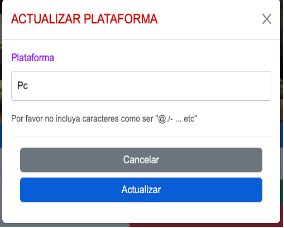 ACTUALIZAR PLATAFORMA
Plataforma
Pc
Por favor no incluya caracteres como ser "@./- ... etc"
Cancelar
Actualizar